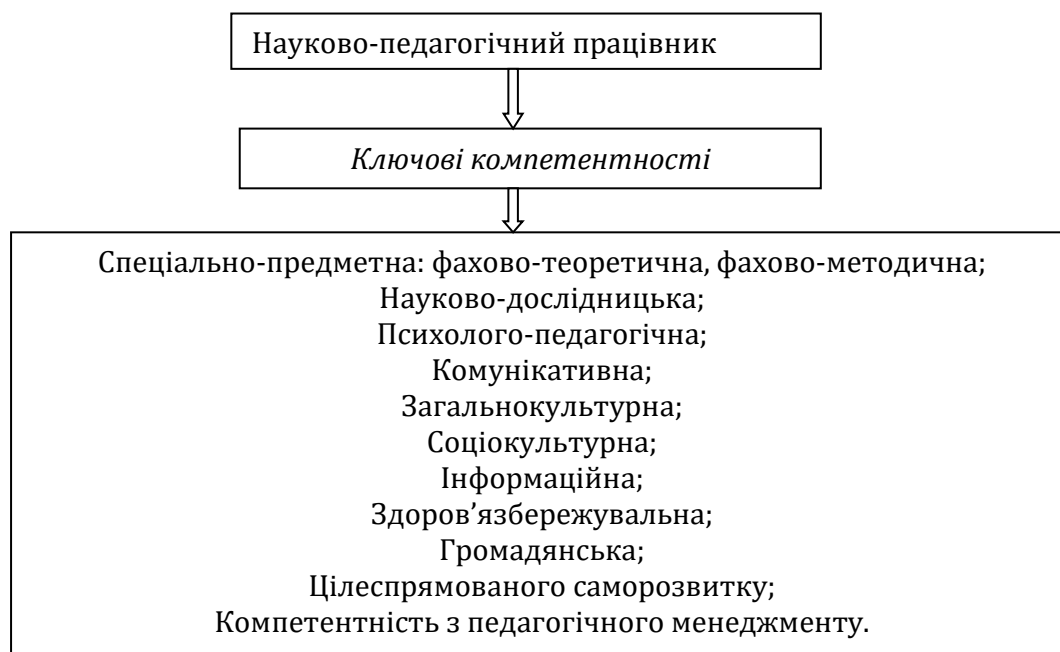 Науково-педагогічний працівник
Ключові компетентності
Спеціально-предметна: фахово-теоретична, фахово-методична;
Науково-дослідницька;
Психолого-педагогічна;
Комунікативна;
Загальнокультурна;
Соціокультурна;
Інформаційна;
Здоров’язбережувальна;
Громадянська;
Цілеспрямованого саморозвитку;
Компетентність з педагогічного менеджменту.